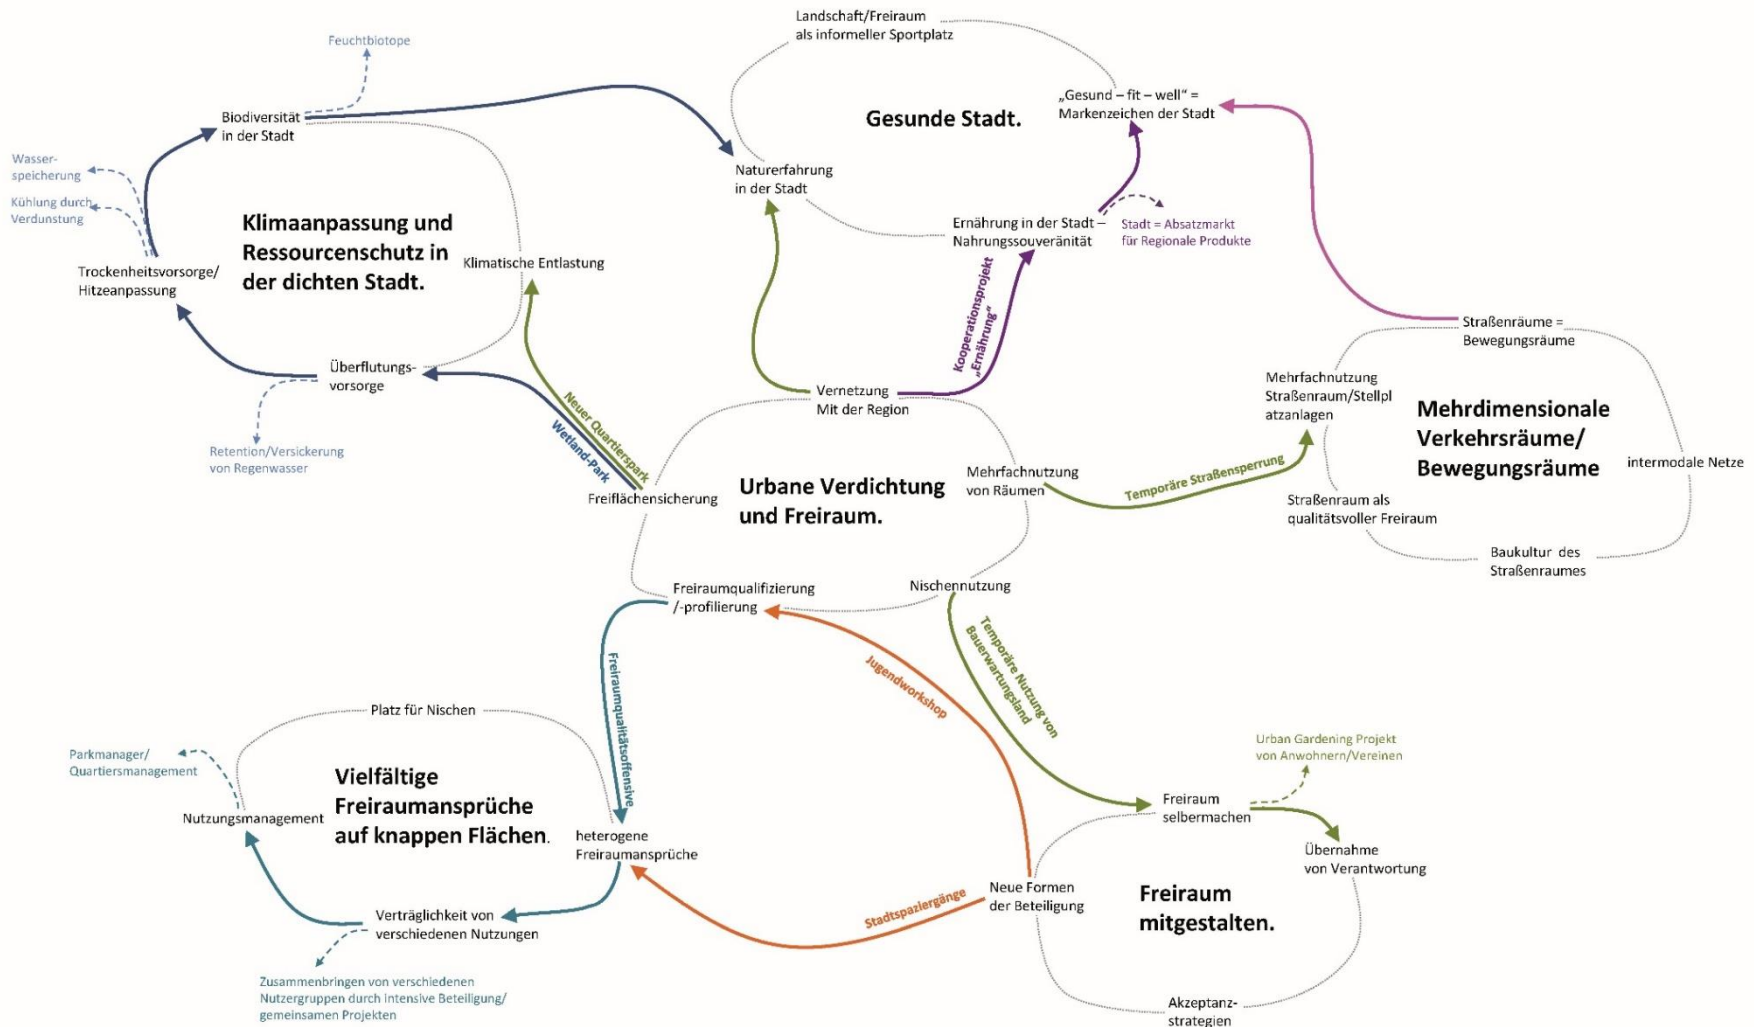 Landschaft/Freiraum
als informeller Sportplatz
Feuchtbiotope
„Gesund – fit – well“ =
Markenzeichen der Stadt
Gesunde Stadt.
Biodiversität
in der Stadt
Wasser-
speicherung
Kühlung durch
Verdunstung
Naturerfahrung
in der Stadt
Klimaanpassung und
Ressourcenschutz in
der dichten Stadt.
Ernährung in der Stadt –
Nahrungssouveränität
Stadt = Absatzmarkt
für Regionale Produkte
Klimatische Entlastung
Trockenheitsvorsorge/
Hitzeanpassung
Kooperationsprojekt
„Ernährung“
Straßenräume =
Bewegungsräume
Überflutungs-
vorsorge
Vernetzung
Mit der Region
Mehrfachnutzung
Straßenraum/Stellpl
atzanlagen
Mehrdimensionale
Verkehrsräume/
Bewegungsräume
Neuer Quartierspark
Wetland-Park
Retention/Versickerung
von Regenwasser
Freiflächensicherung
Urbane Verdichtung
und Freiraum.
Mehrfachnutzung
von Räumen
Temporäre Straßensperrung
intermodale Netze
Straßenraum als
qualitätsvoller Freiraum
Baukultur des
Straßenraumes
Freiraumqualifizierung
/-profilierung
Nischennutzung
Temporäre Nutzung von
Bauerwartungsland
Jugendworkshop
Freiraumqualitätsoffensive
Platz für Nischen
Parkmanager/
Quartiersmanagement
Vielfältige
Freiraumansprüche
auf knappen Flächen.
Nutzungsmanagement
heterogene
Freiraumansprüche
Urban Gardening Projekt
von Anwohnern/Vereinen
Freiraum
selbermachen
Übernahme
von Verantwortung
Neue Formen
der Beteiligung
Freiraum
mitgestalten.
Stadtspaziergänge
Verträglichkeit von
verschiedenen Nutzungen
Zusammenbringen von verschiedenen
Nutzergruppen durch intensive Beteiligung/
gemeinsamen Projekten
Akzeptanz-
strategien